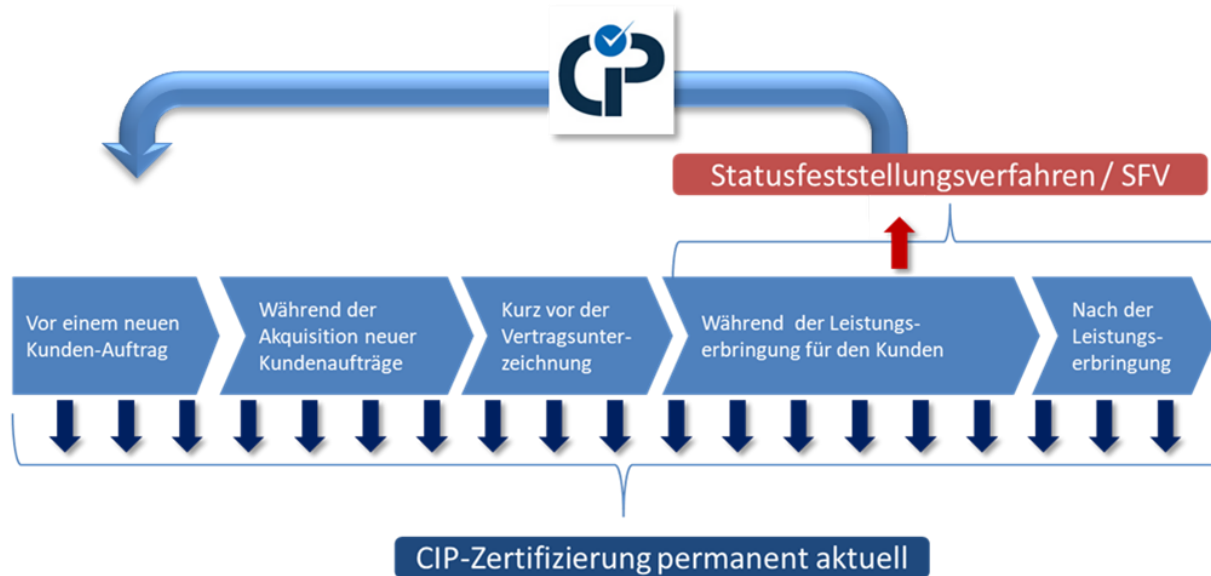 CIP
Statusfeststellungsverfahren / SFV
Vor einem neuen
Kunden-Auftrag
Während der
Akquisition neuer
Kundenaufträge
Kurz vor der
Vertragsunter-
zeichnung
Während der Leistungs-
erbringung für den Kunden
Nach der
Leistungs-
erbringung
CIP-Zertifizierung permanent aktuell